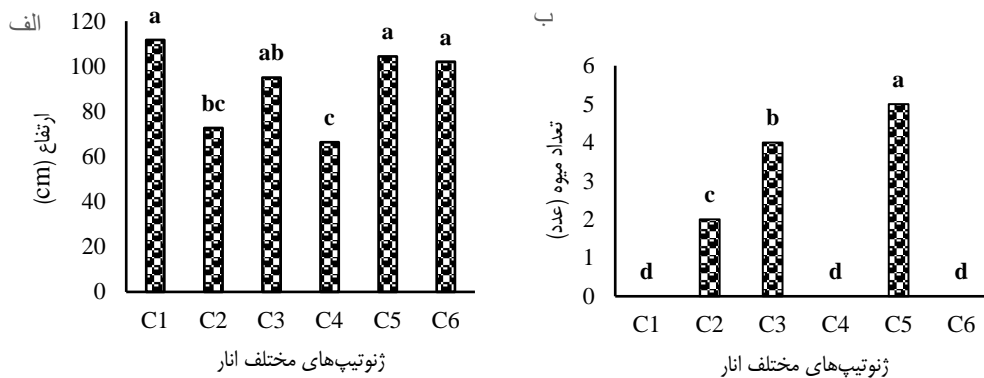 الف
ارتفاع (cm)
120
100
80
60
40
20
0
a
bc
ab
c
a
a
C1 C2 C3 C4 C5 C6
ژنوتیپ‌های مختلف انار
ب
تعداد میوه (عدد)
6
5
4
3
2
1
0
d
c
b
d
a
d
C1 C2 C3 C4 C5 C6
ژنوتیپ‌های مختلف انار